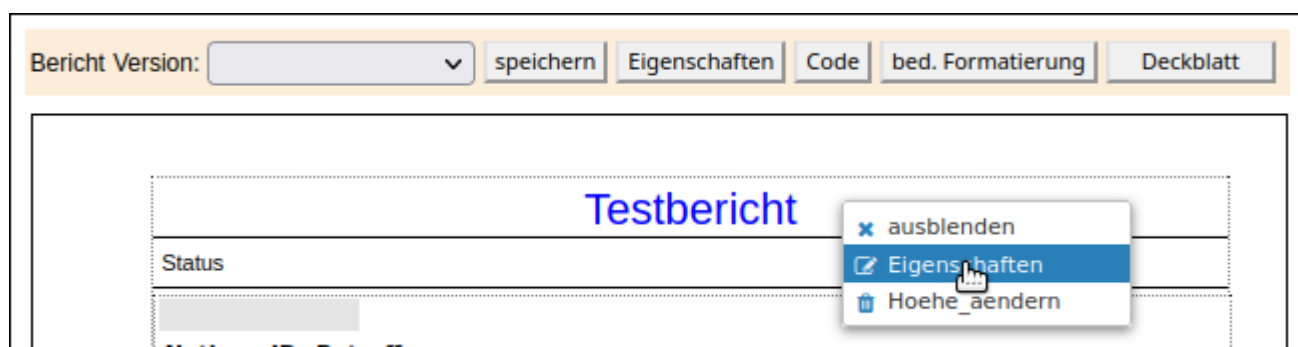 Bericht Version: speichern Eigenschaften Code bed. Formatierung Deckblatt
Testbericht
ausblenden
Status
Eigenschaften
Hoehe_aendern